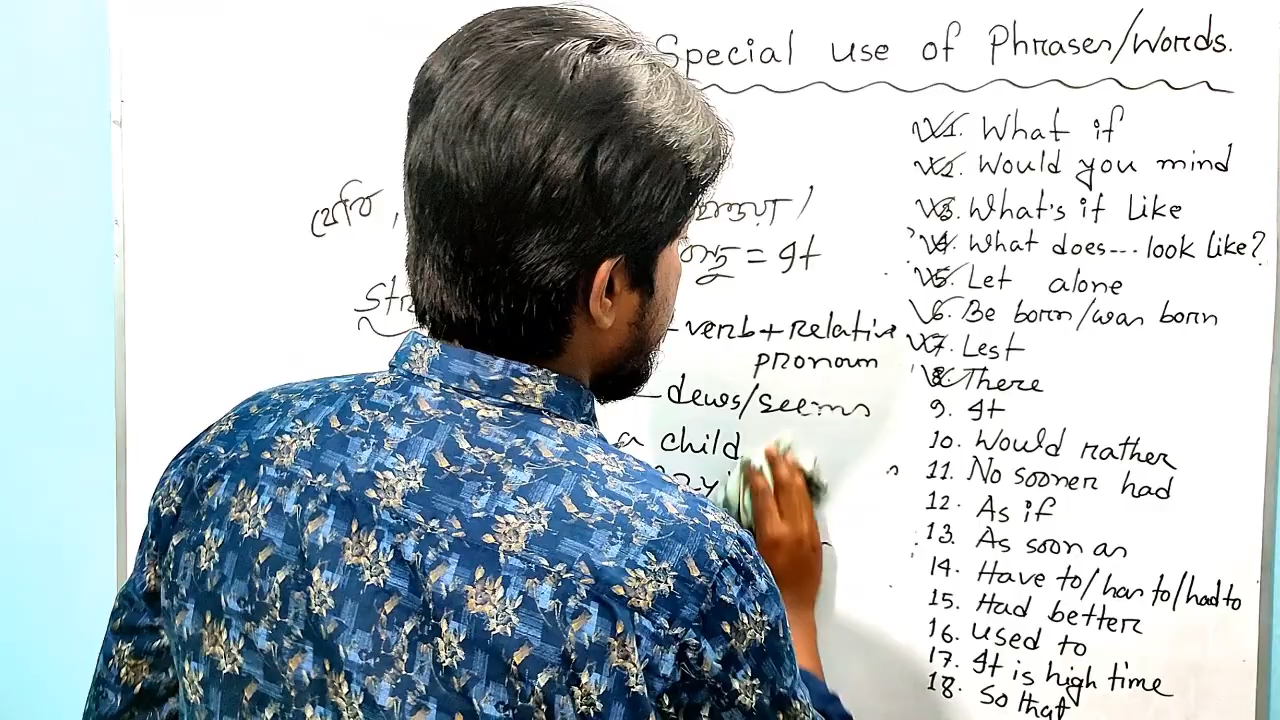 Special use of Phrases/Words.
= It
verb + Relative
pronoun
dews/seems
a child
1. What if
2. Would you mind
3. What's it Like
4. What does--- look like?
5. Let alone
6. Be born/was born
7. Lest
8. There
9. It
10. Would rather
11. No sooner had
12. As if
13. As soon as
14. Have to/has to/had to
15. Had better
16. used to
17. It is high time
18. So that